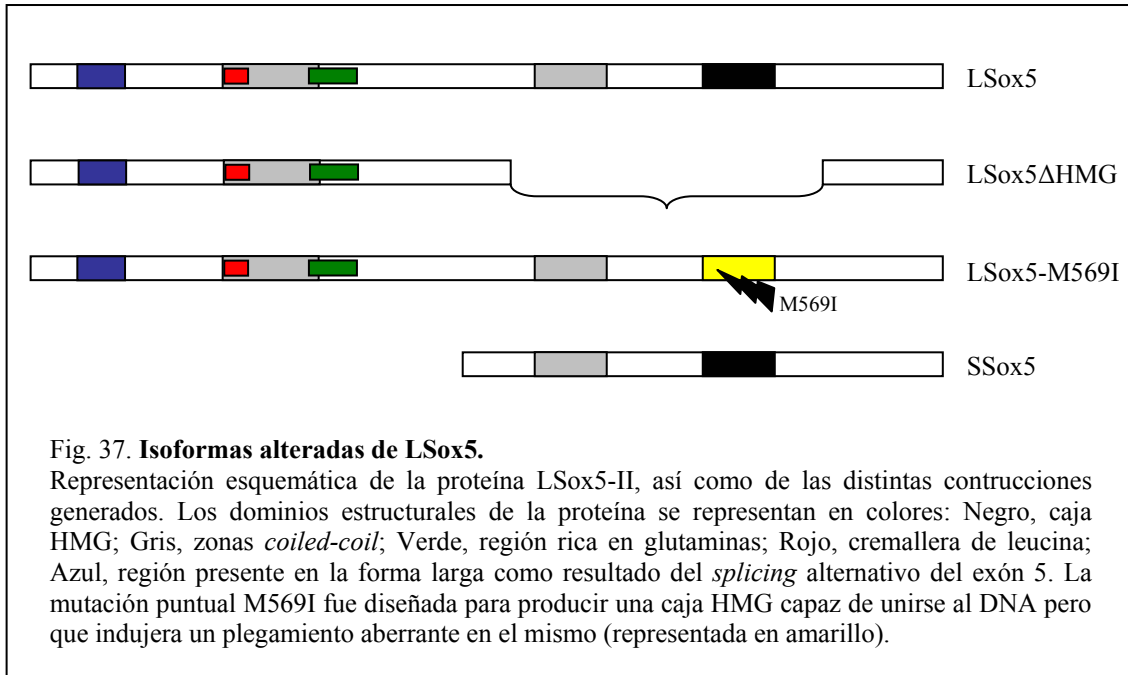 LSox5
LSox5ΔHMG
LSox5-M569I
M569I
SSox5
Fig. 37. Isoformas alteradas de LSox5.
Representación esquemática de la proteína LSox5-II, así como de las distintas contrucciones
generados. Los dominios estructurales de la proteína se representan en colores: Negro, caja
HMG; Gris, zonas coiled-coil; Verde, región rica en glutaminas; Rojo, cremallera de leucina;
Azul, región presente en la forma larga como resultado del splicing alternativo del exón 5. La
mutación puntual M569I fue diseñada para producir una caja HMG capaz de unirse al DNA pero
que indujera un plegamiento aberrante en el mismo (representada en amarillo).